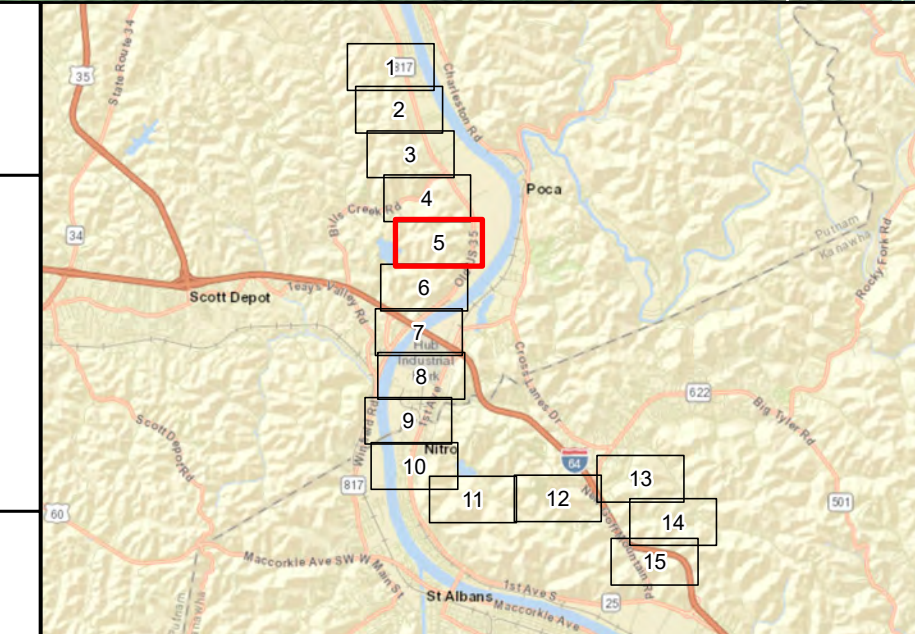 State Route 34
35
1
817
Charleston Rd
2
3
Poca
4
Bills Creek Rd
34
5
Old US 35
Putnam
Kanawha
Rocky Fork Rd
6
Scott Depot
Teays Valley Rd
7
Hub
Industrial
8
Cross Lanes Dr
622
Big Tyler Rd
1st Ave
9
Scott Depot Rd
Winfield Rd
Nitro
10
64
817
13
11
12
501
60
14
Maccorkle Ave SW W Main St
15
1st Ave S
St Albans
Maccorkle Ave
25
Putnam